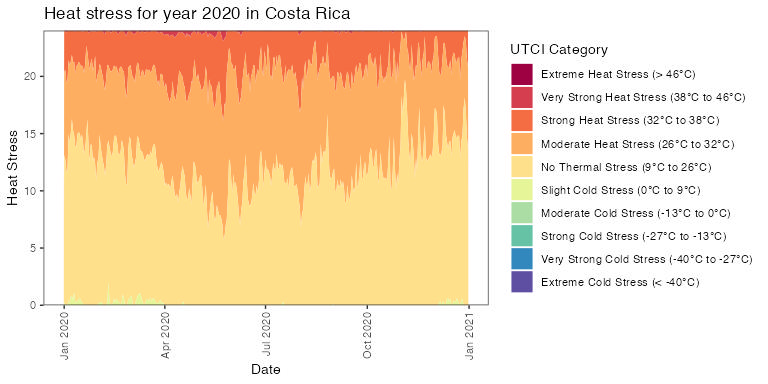 Heat stress for year 2020 in Costa Rica
Heat Stress
20
15
10
5
0
Jan 2020
Apr 2020
Jul 2020
Oct 2020
Jan 2021
Date
UTCI Category
Extreme Heat Stress (> 46°C)
Very Strong Heat Stress (38°C to 46°C)
Strong Heat Stress (32°C to 38°C)
Moderate Heat Stress (26°C to 32°C)
No Thermal Stress (9°C to 26°C)
Slight Cold Stress (0°C to 9°C)
Moderate Cold Stress (-13°C to 0°C)
Strong Cold Stress (-27°C to -13°C)
Very Strong Cold Stress (-40°C to -27°C)
Extreme Cold Stress (< -40°C)